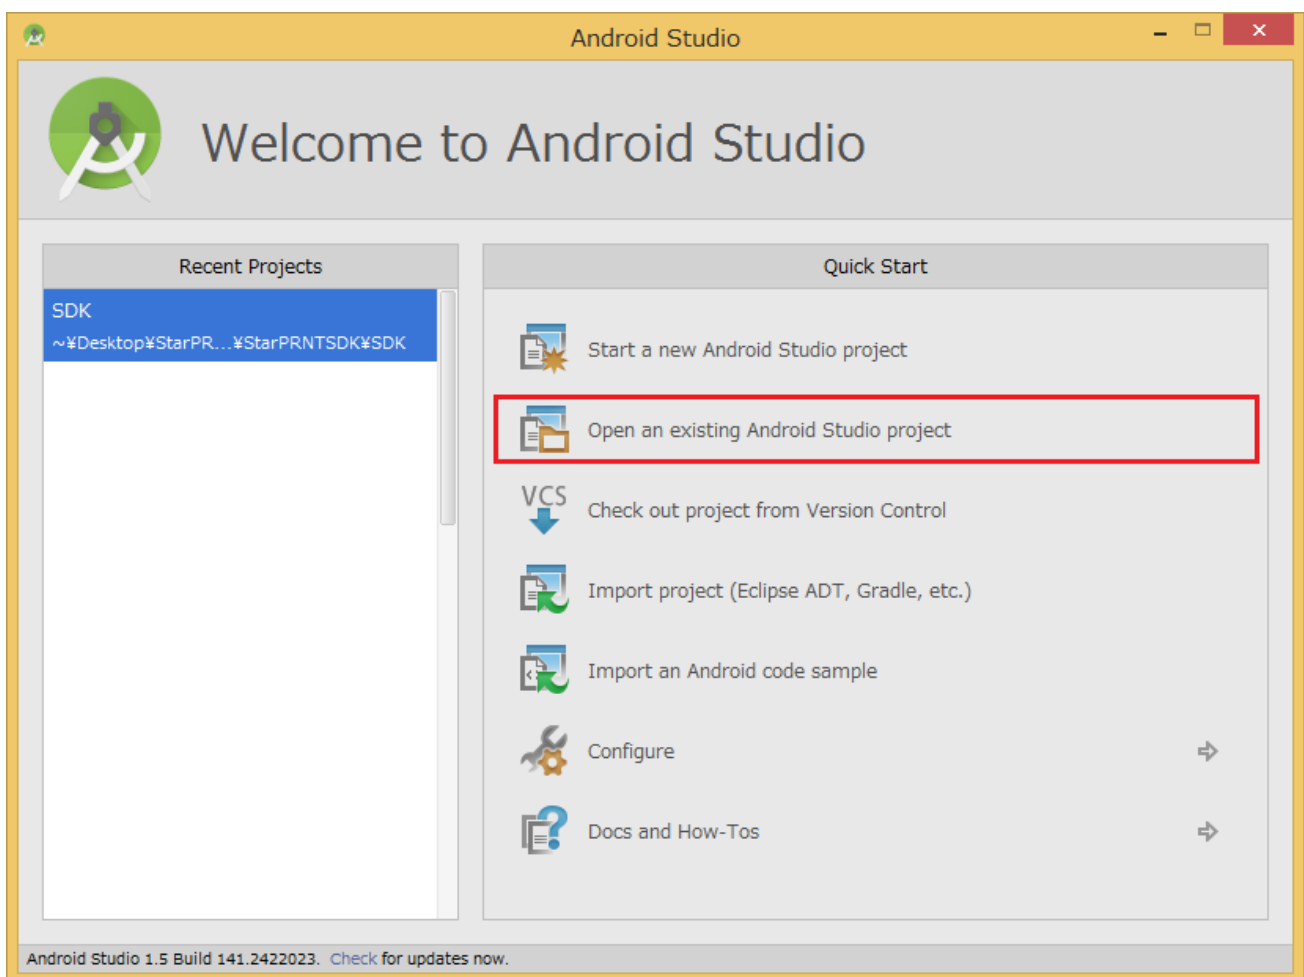 Android Studio
Welcome to Android Studio
Recent Projects
SDK
~¥Desktop¥StarPR...¥StarPRNTSDK¥SDK
Quick Start
Start a new Android Studio project
Open an existing Android Studio project
VCS
Check out project from Version Control
Import project (Eclipse ADT, Gradle, etc.)
Import an Android code sample
Configure
Docs and How-Tos
Android Studio 1.5 Build 141.2422023. Check for updates now.